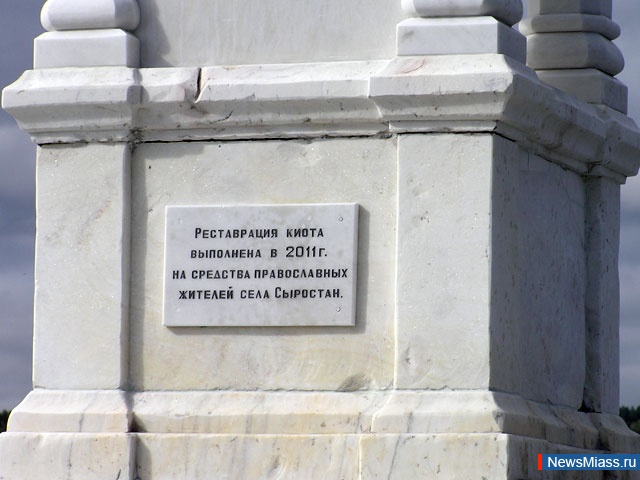 Реставрация киота
выполнена в 2011г.
на средства православных
жителей села Сыростан.
NewsMiass.ru